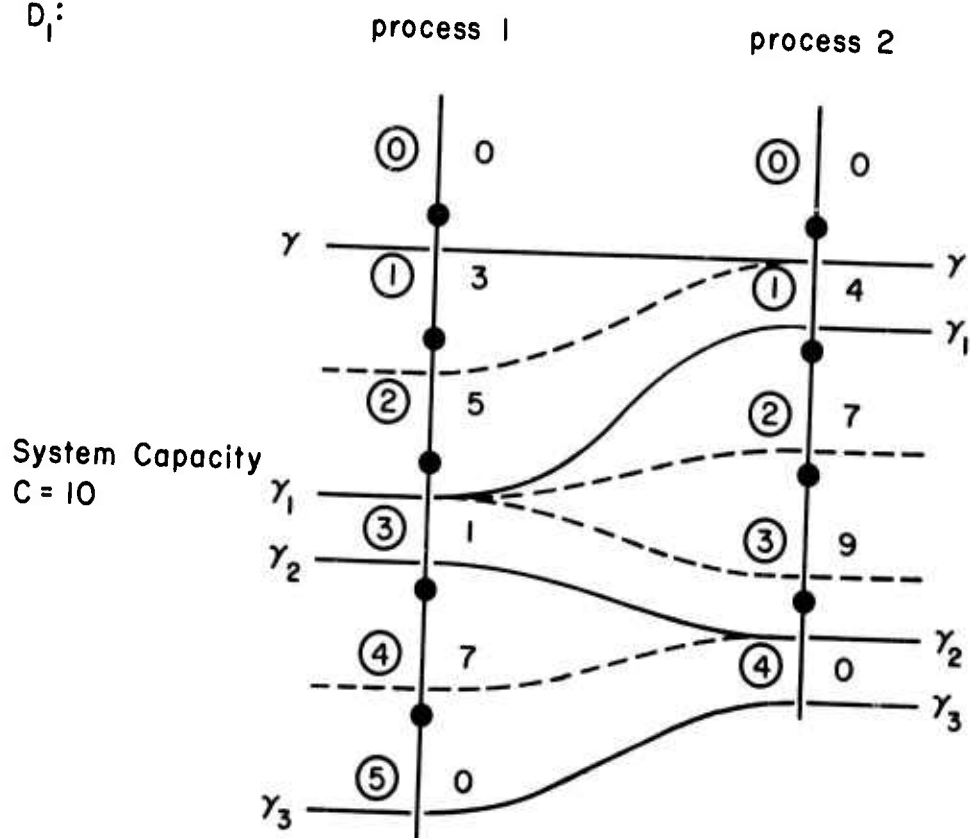 D₁:
process 1
process 2
⓪ 0
⓪ 0
γ
γ
① 3
① 4
γ₁
② 5
② 7
System Capacity
C = 10
γ₁
③ 1
③ 9
γ₂
④ 7
γ₂
④ 0
γ₃
⑤ 0
γ₃